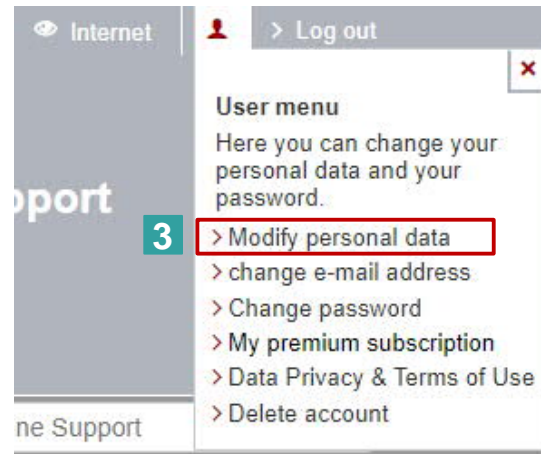 Internet
> Log out
×
User menu
Here you can change your
personal data and your
password.
pport
3
> Modify personal data
> change e-mail address
> Change password
> My premium subscription
> Data Privacy & Terms of Use
> Delete account
ne Support